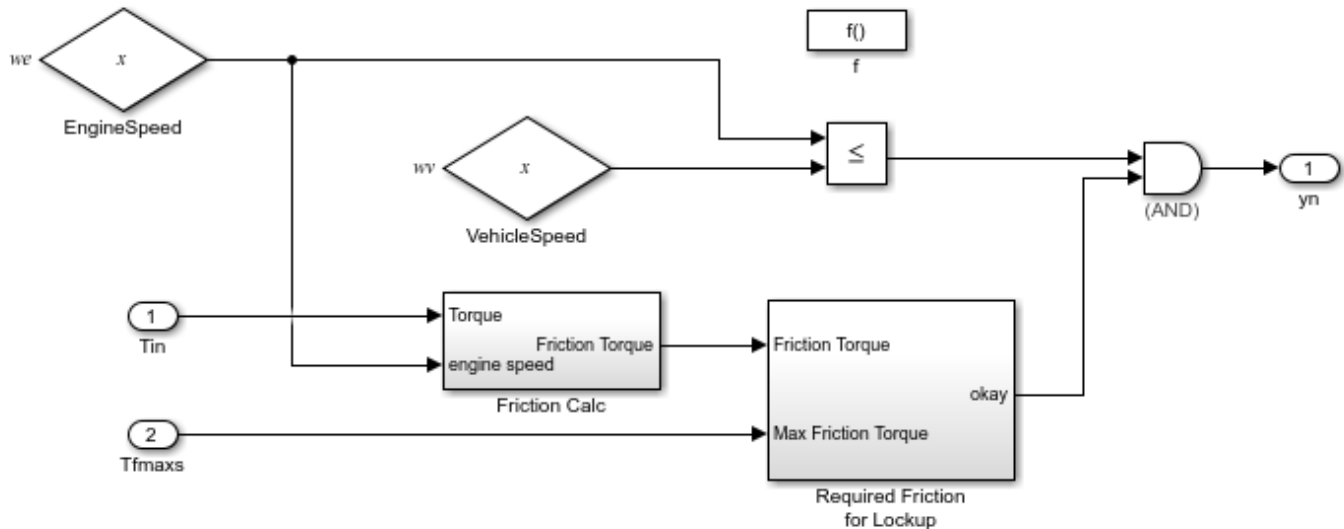 f()
f
we
x
EngineSpeed
wv
x
VehicleSpeed
≤
(AND)
1
yn
1
Tin
Torque
Friction Torque
engine speed
Friction Calc
Friction Torque
okay
Max Friction Torque
2
Tfmaxs
Required Friction
for Lockup